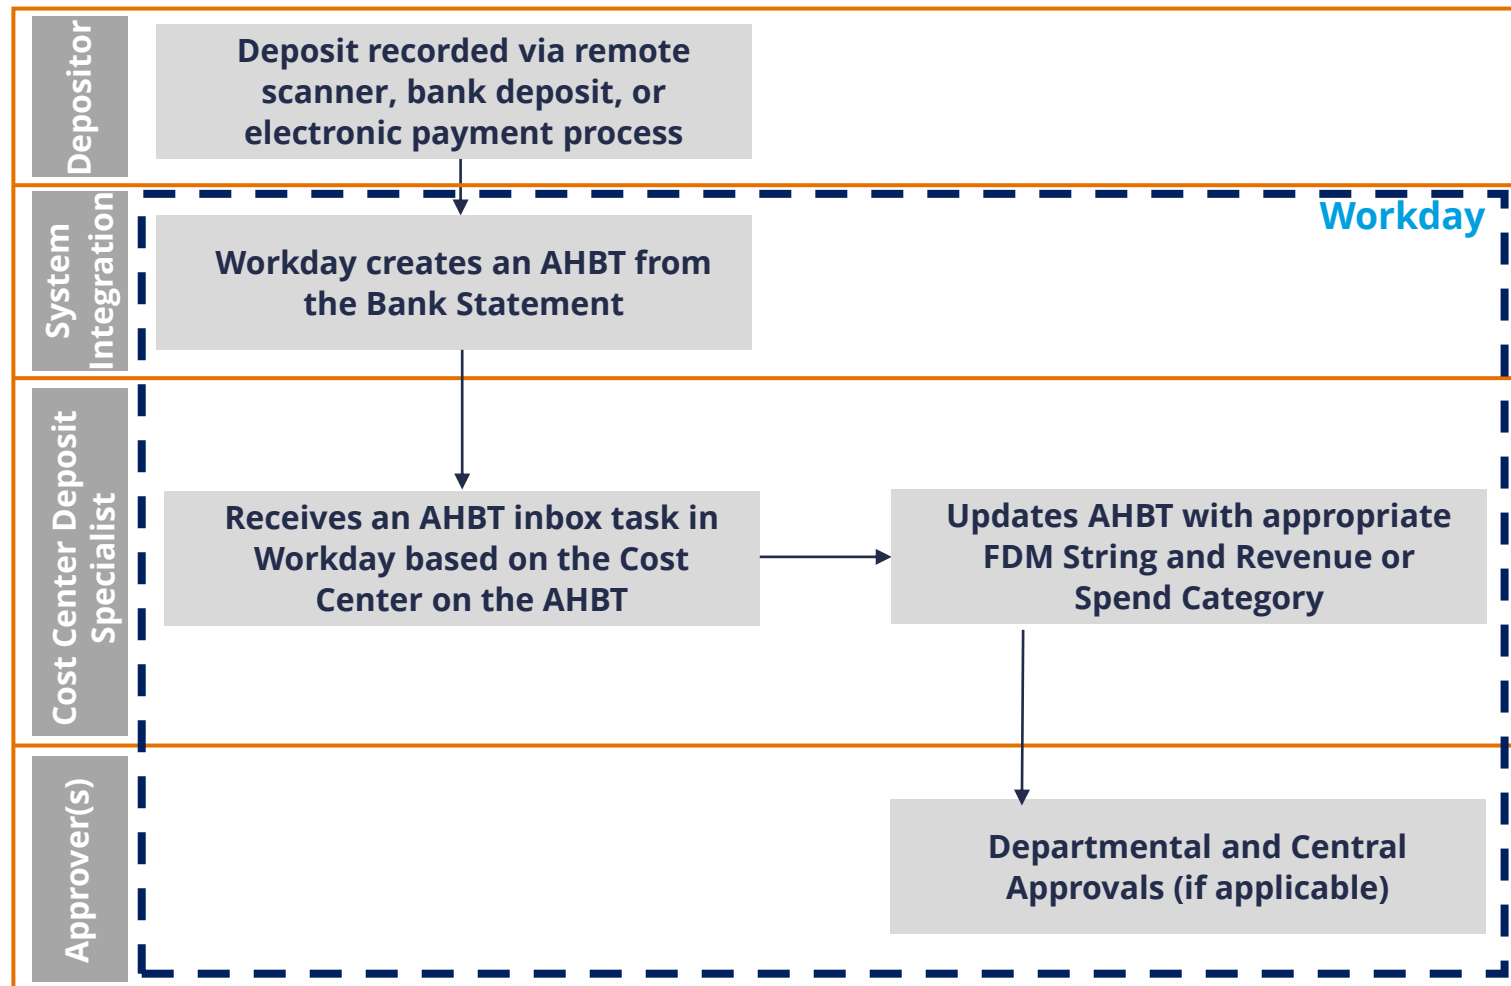 Depositor
Deposit recorded via remote
scanner, bank deposit, or
electronic payment process
System
Integration
Workday
Workday creates an AHBT from
the Bank Statement
Cost Center Deposit
Specialist
Receives an AHBT inbox task in
Workday based on the Cost
Center on the AHBT
Updates AHBT with appropriate
FDM String and Revenue or
Spend Category
Approver(s)
Departmental and Central
Approvals (if applicable)